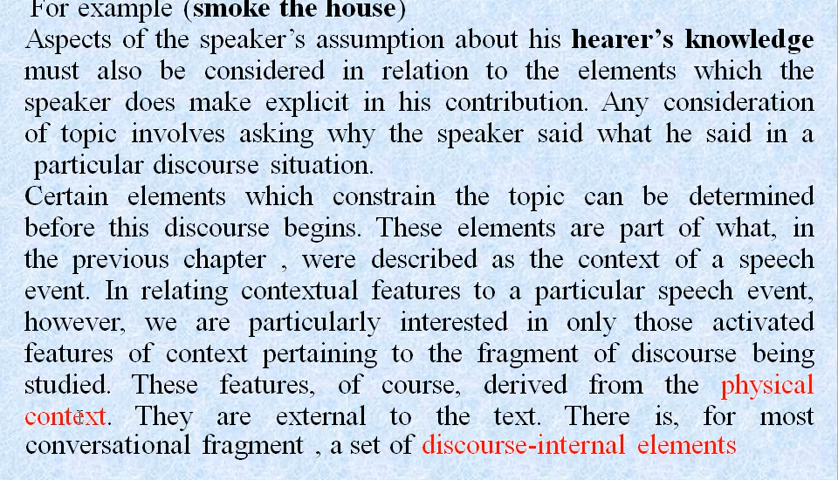 For example (smoke the house)
Aspects of the speaker's assumption about his hearer's knowledge
must also be considered in relation to the elements which the
speaker does make explicit in his contribution. Any consideration
of topic involves asking why the speaker said what he said in a
particular discourse situation.
Certain elements which constrain the topic can be determined
before this discourse begins. These elements are part of what, in
the previous chapter , were described as the context of a speech
event. In relating contextual features to a particular speech event,
however, we are particularly interested in only those activated
features of context pertaining to the fragment of discourse being
studied. These features, of course, derived from the physical
context. They are external to the text. There is, for most
conversational fragment , a set of discourse-internal elements